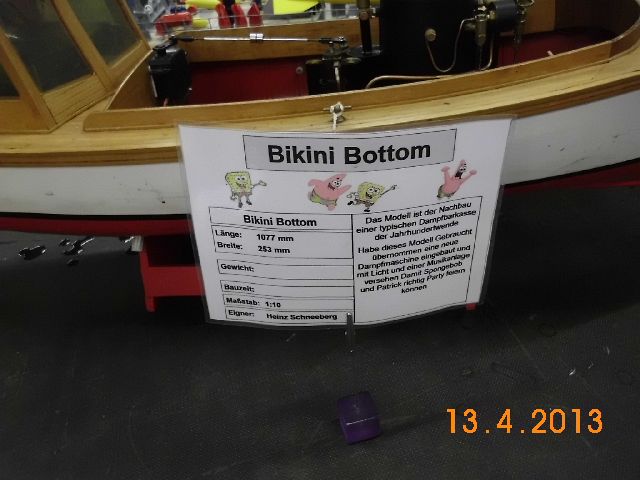 Bikini Bottom
Bikini Bottom
Länge: 1077 mm
Breite: 253 mm
Gewicht:
Bauzeit:
Maßstab: 1:10
Eigner: Heinz Schneeberg
Das Modell ist der Nachbau
einer typischen Dampfbarkasse
der Jahrhundertwende
Habe dieses Modell Gebraucht
übernommen eine neue
Dampfmaschine eingebaut und
mit Licht und einer Musikanlage
versehen Damit Spongebob
und Patrick richtig Party feiern
können
13.4.2013